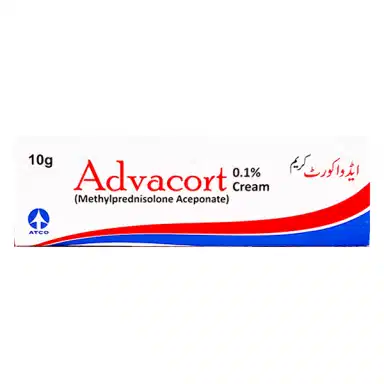 10g
Advacort 0.1% Cream
(Methylprednisolone Aceponate)
ایڈواکورٹ کریم
ATCO